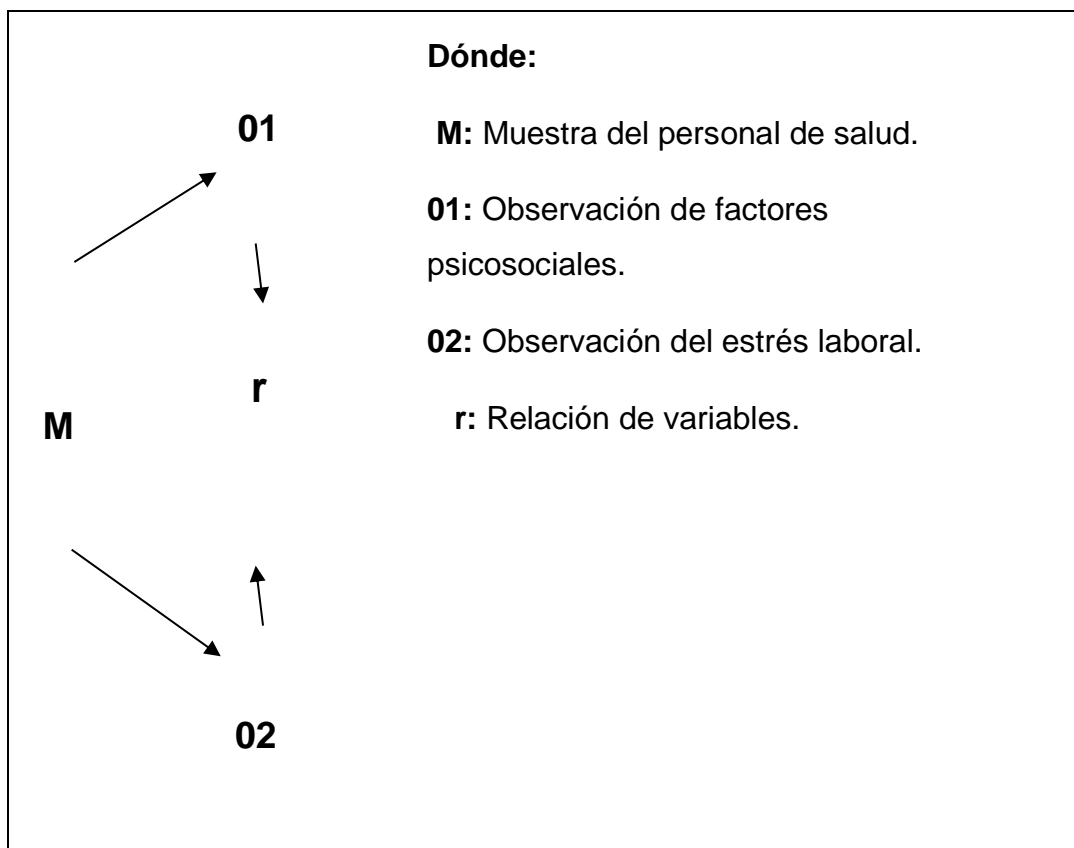 Dónde:
01
M: Muestra del personal de salud.
01: Observación de factores
psicosociales.
02: Observación del estrés laboral.
r
M
r: Relación de variables.
02